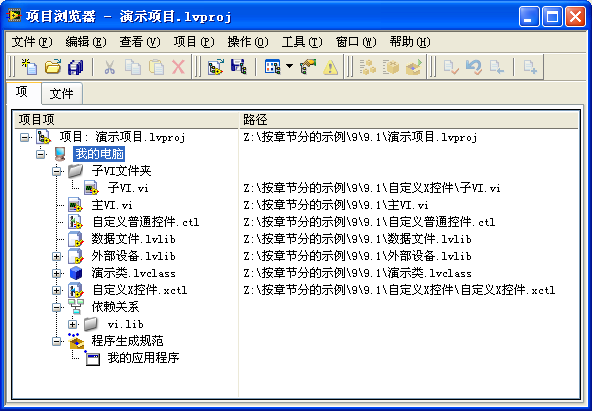 项目浏览器 - 演示项目.lvproj
文件(F) 编辑(E) 查看(V) 项目(P) 操作(O) 工具(T) 窗口(W) 帮助(H)
项 文件
项目项 路径
项目: 演示项目.lvproj Z:\按章节分的示例\9\9.1\演示项目.lvproj
我的电脑
子VI文件夹
子VI.vi Z:\按章节分的示例\9\9.1\自定义X控件\子VI.vi
主VI.vi Z:\按章节分的示例\9\9.1\主VI.vi
自定义普通控件.ctl Z:\按章节分的示例\9\9.1\自定义普通控件.ctl
数据文件.lvlib Z:\按章节分的示例\9\9.1\数据文件.lvlib
外部设备.lvlib Z:\按章节分的示例\9\9.1\外部设备.lvlib
演示类.lvclass Z:\按章节分的示例\9\9.1\演示类.lvclass
自定义X控件.xctl Z:\按章节分的示例\9\9.1\自定义X控件\自定义X控件.xctl
依赖关系
vi.lib
程序生成规范
我的应用程序